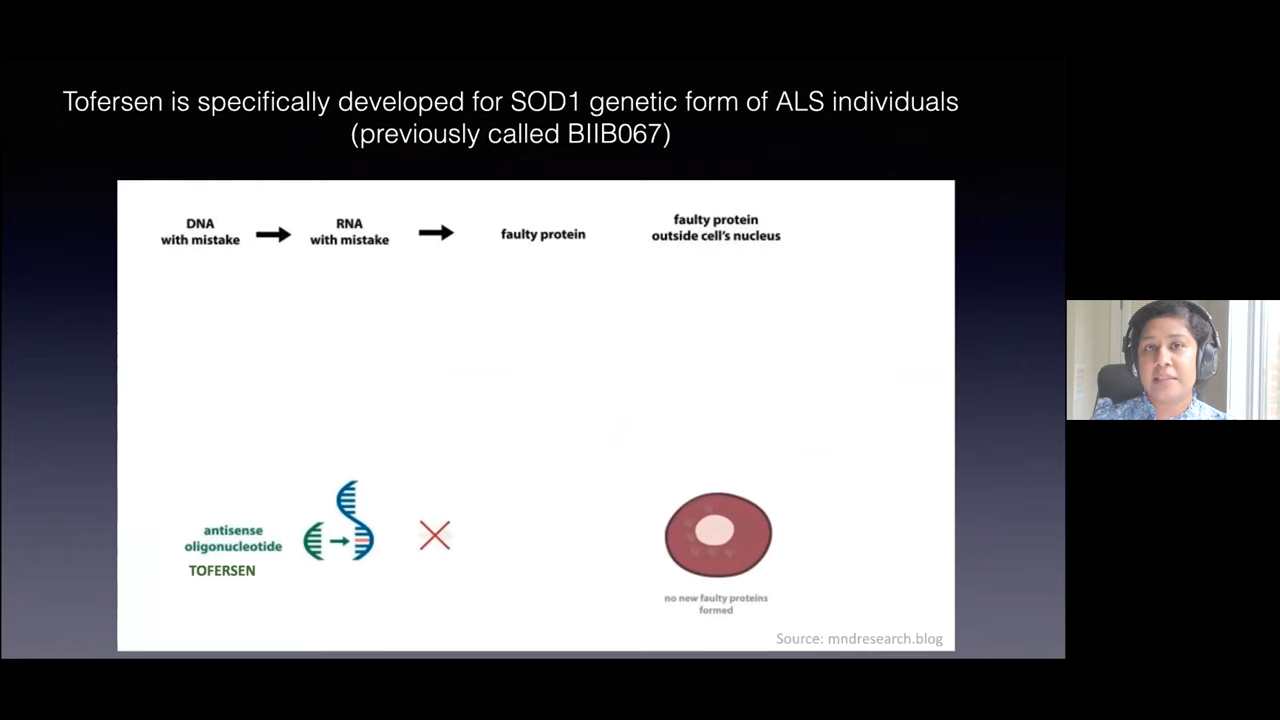 Tofersen is specifically developed for SOD1 genetic form of ALS individuals
(previously called BIIB067)
DNA
with mistake
RNA
with mistake
faulty protein
faulty protein
outside cell's nucleus
antisense
oligonucleotide
TOFERSEN
no new faulty proteins
formed
Source: mndresearch.blog